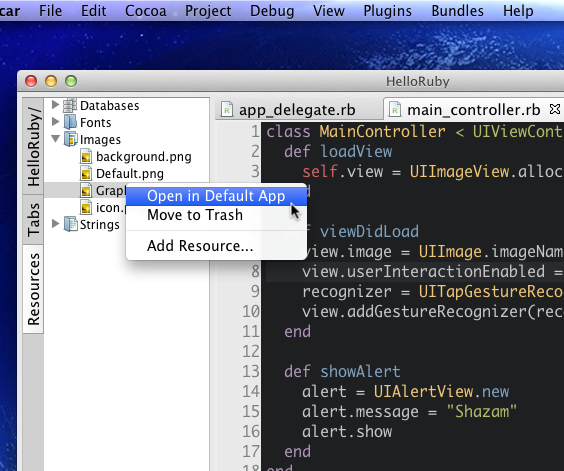 car File Edit Cocoa Project Debug View Plugins Bundles Help
HelloRuby
HelloRuby/
Tabs
Resources
Databases
Fonts
Images
background.png
Default.png
Grap
icon.
Strings
Open in Default App
Move to Trash
Add Resource...
app_delegate.rb
main_controller.rb
1 class MainController < UIViewCont
2 def loadView
3 self.view = UIImageView.alloc
d
f viewDidLoad
view.image = UIImage.imageNam
8 view.userInteractionEnabled =
9 recognizer = UITapGestureReco
10 view.addGestureRecognizer(rec
11 end
12
13 def showAlert
14 alert = UIAlertView.new
15 alert.message = "Shazam"
16 alert.show
17 end
18 end